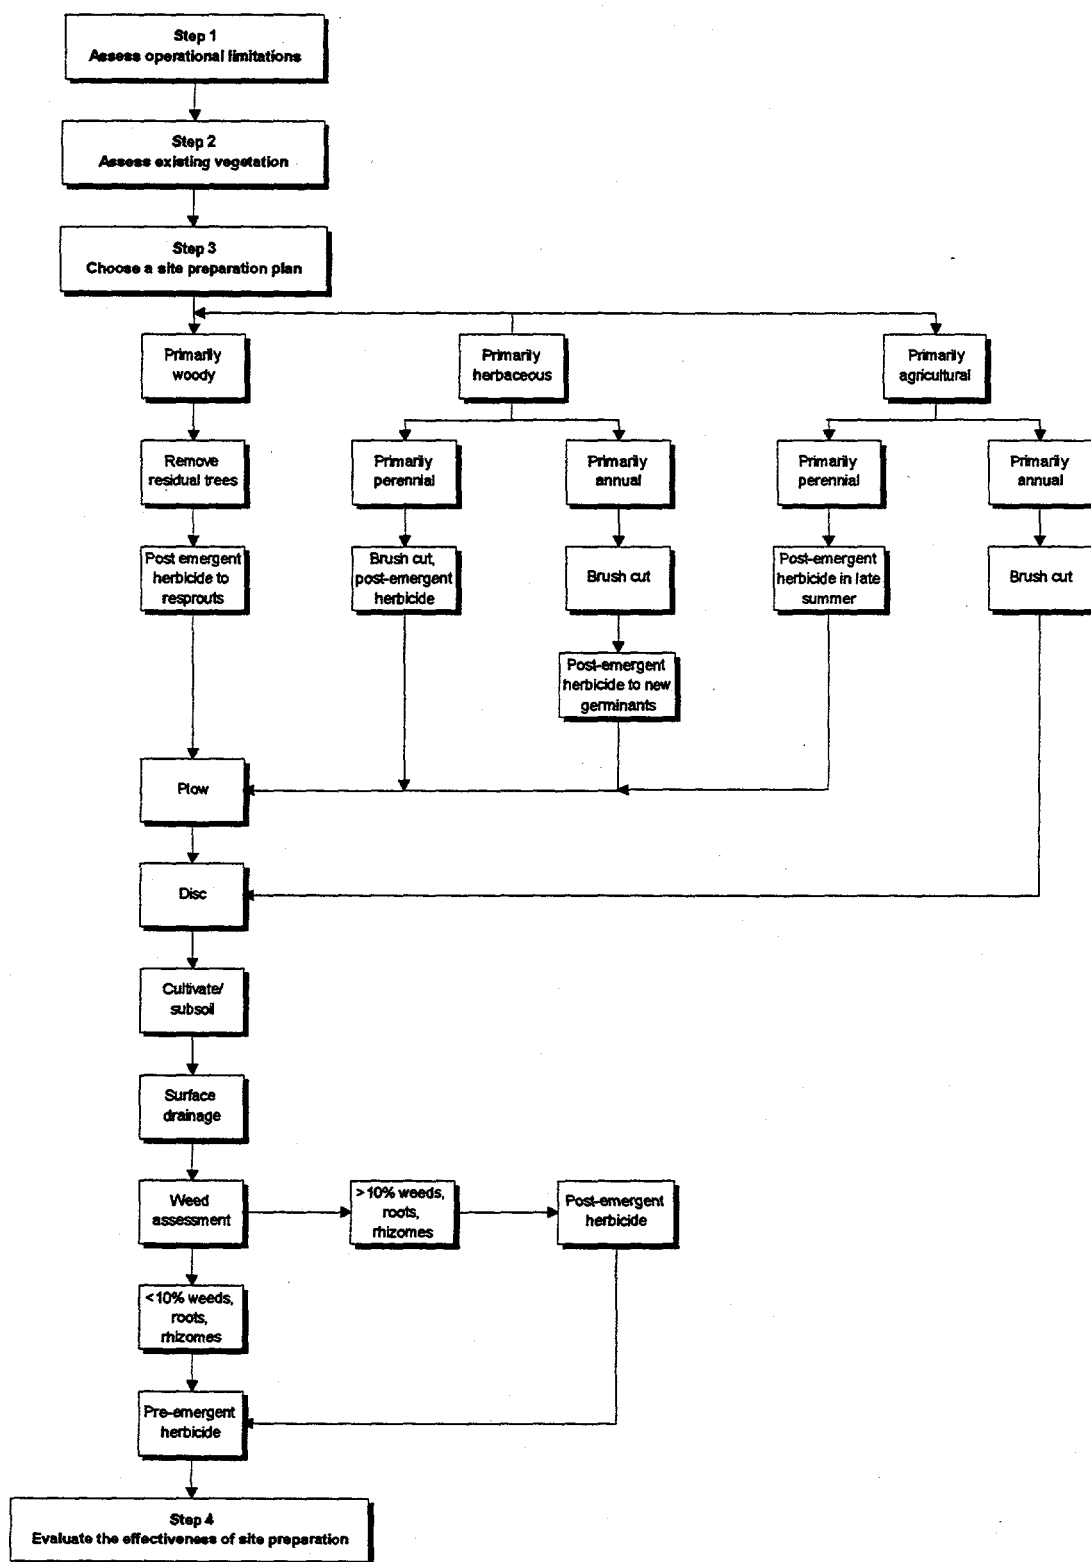 Step 1
Assess operational limitations
Step 2
Assess existing vegetation
Step 3
Choose a site preparation plan
Primarily
woody
Primarily
herbaceous
Primarily
agricultural
Remove
residual trees
Primarily
perennial
Primarily
annual
Primarily
perennial
Primarily
annual
Post emergent
herbicide to
resprouts
Brush cut,
post-emergent
herbicide
Brush cut
Post-emergent
herbicide in late
summer
Brush cut
Post-emergent
herbicide to new
germinants
Plow
Disc
Cultivate/
subsoil
Surface
drainage
Weed
assessment
>10% weeds,
roots,
rhizomes
Post-emergent
herbicide
<10% weeds,
roots,
rhizomes
Pre-emergent
herbicide
Step 4
Evaluate the effectiveness of site preparation